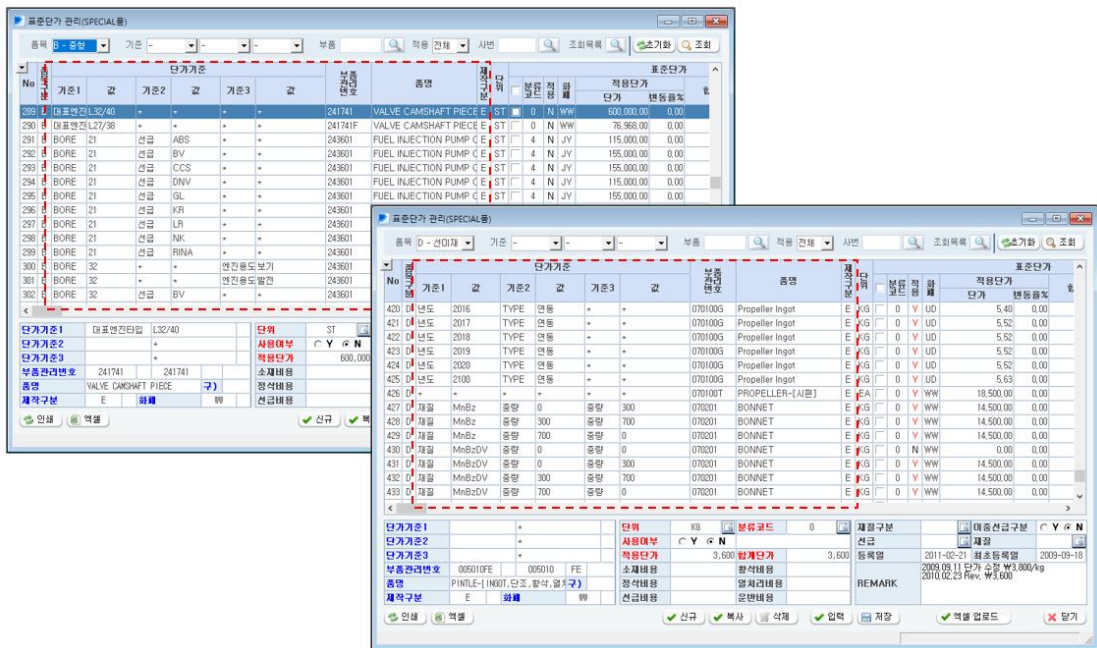 표준단가 관리(SPECIAL품)
품목 B - 중형 기준 - - - 부품 적용 전체 사번 조회목록 초기화 조회
No 품목구분 단가기준 부품관리번호 품명 제작구분 단위 분류코드 적용 화폐 표준단가
기준1 값 기준2 값 기준3 값 적용단가
단가 변동율%
289 E 대표엔진 L32/40 * * * * 241741 VALVE CAMSHAFT PIECE E ST 0 N WW 600,000.00 0.00
290 E 대표엔진 L27/38 * * * * 241741F VALVE CAMSHAFT PIECE E ST 0 N WW 76,968.00 0.00
291 E BORE 21 선급 ABS * * 243601 FUEL INJECTION PUMP E ST 4 N JY 115,000.00 0.00
292 E BORE 21 선급 BV * * 243601 FUEL INJECTION PUMP E ST 4 N JY 155,000.00 0.00
293 E BORE 21 선급 CCS * * 243601 FUEL INJECTION PUMP E ST 4 N JY 155,000.00 0.00
294 E BORE 21 선급 DNV * * 243601 FUEL INJECTION PUMP E ST 4 N JY 115,000.00 0.00
295 E BORE 21 선급 GL * * 243601 FUEL INJECTION PUMP E ST 4 N JY 155,000.00 0.00
296 E BORE 21 선급 KR * * 243601
297 E BORE 21 선급 LR * * 243601
298 E BORE 21 선급 NK * * 243601
299 E BORE 21 선급 RINA * * 243601
300 E BORE 32 * * 엔진용도 보기 243601
301 E BORE 32 * * 엔진용도 발전 243601
302 E BORE 32 선급 BV * * 243601
단가기준1 대표엔진타입 L32/40 단위 ST
단가기준2 * 사용여부 Y N
단가기준3 * 적용단가 600,000
부품관리번호 241741 241741 소재비용
품명 VALVE CAMSHAFT PIECE 구) 정삭비용
제작구분 E 화폐 W 선급비용
인쇄 엑셀 신규
표준단가 관리(SPECIAL품)
품목 D - 선미재 기준 - - - 부품 적용 전체 사번 조회목록 초기화 조회
No 품목구분 단가기준 부품관리번호 품명 제작구분 단위 분류코드 적용 화폐 표준단가
기준1 값 기준2 값 기준3 값 적용단가
단가 변동율%
420 D 년도 2016 TYPE 연동 * * 070100G Propeller Ingot E KG 0 Y UD 5.40 0.00
421 D 년도 2017 TYPE 연동 * * 070100G Propeller Ingot E KG 0 Y UD 5.52 0.00
422 D 년도 2018 TYPE 연동 * * 070100G Propeller Ingot E KG 0 Y UD 5.52 0.00
423 D 년도 2019 TYPE 연동 * * 070100G Propeller Ingot E KG 0 Y UD 5.52 0.00
424 D 년도 2020 TYPE 연동 * * 070100G Propeller Ingot E KG 0 Y UD 5.52 0.00
425 D 년도 2100 TYPE 연동 * * 070100G Propeller Ingot E KG 0 Y UD 5.63 0.00
426 D * * * * * * 070100T PROPELLER-[시편] E EA 0 Y WW 18,500.00 0.00
427 D 재질 MnBz 중량 0 중량 300 070201 BONNET E KG 0 Y WW 14,500.00 0.00
428 D 재질 MnBz 중량 300 중량 700 070201 BONNET E KG 0 Y WW 14,500.00 0.00
429 D 재질 MnBz 중량 700 중량 0 070201 BONNET E KG 0 Y WW 14,500.00 0.00
430 D 재질 MnBzDV 중량 0 중량 0 070201 BONNET E KG 0 N WW 0.00 0.00
431 D 재질 MnBzDV 중량 0 중량 300 070201 BONNET E KG 0 Y WW 14,500.00 0.00
432 D 재질 MnBzDV 중량 300 중량 700 070201 BONNET E KG 0 Y WW 14,500.00 0.00
433 D 재질 MnBzDV 중량 700 중량 0 070201 BONNET E KG 0 Y WW 14,500.00 0.00
단가기준1 * 단위 KG 분류코드 0 재질구분 이중선급구분 Y N
단가기준2 * 사용여부 Y N 선급 재질
단가기준3 * 적용단가 3,600 합계단가 3,600 등록일 2011-02-21 최초등록일 2009-09-18
부품관리번호 005010FE 005010 FE 소재비용 황삭비용 REMARK 2009.09.11 단가 수정 ₩3,800/kg
2010.02.23 Rev. ₩3,600
품명 PINTLE-[INGOT,단조,황삭,열처 구) 정삭비용 열처리비용
제작구분 E 화폐 W 선급비용 운반비용
인쇄 엑셀 신규 복사 삭제 입력 저장 엑셀 업로드 닫기